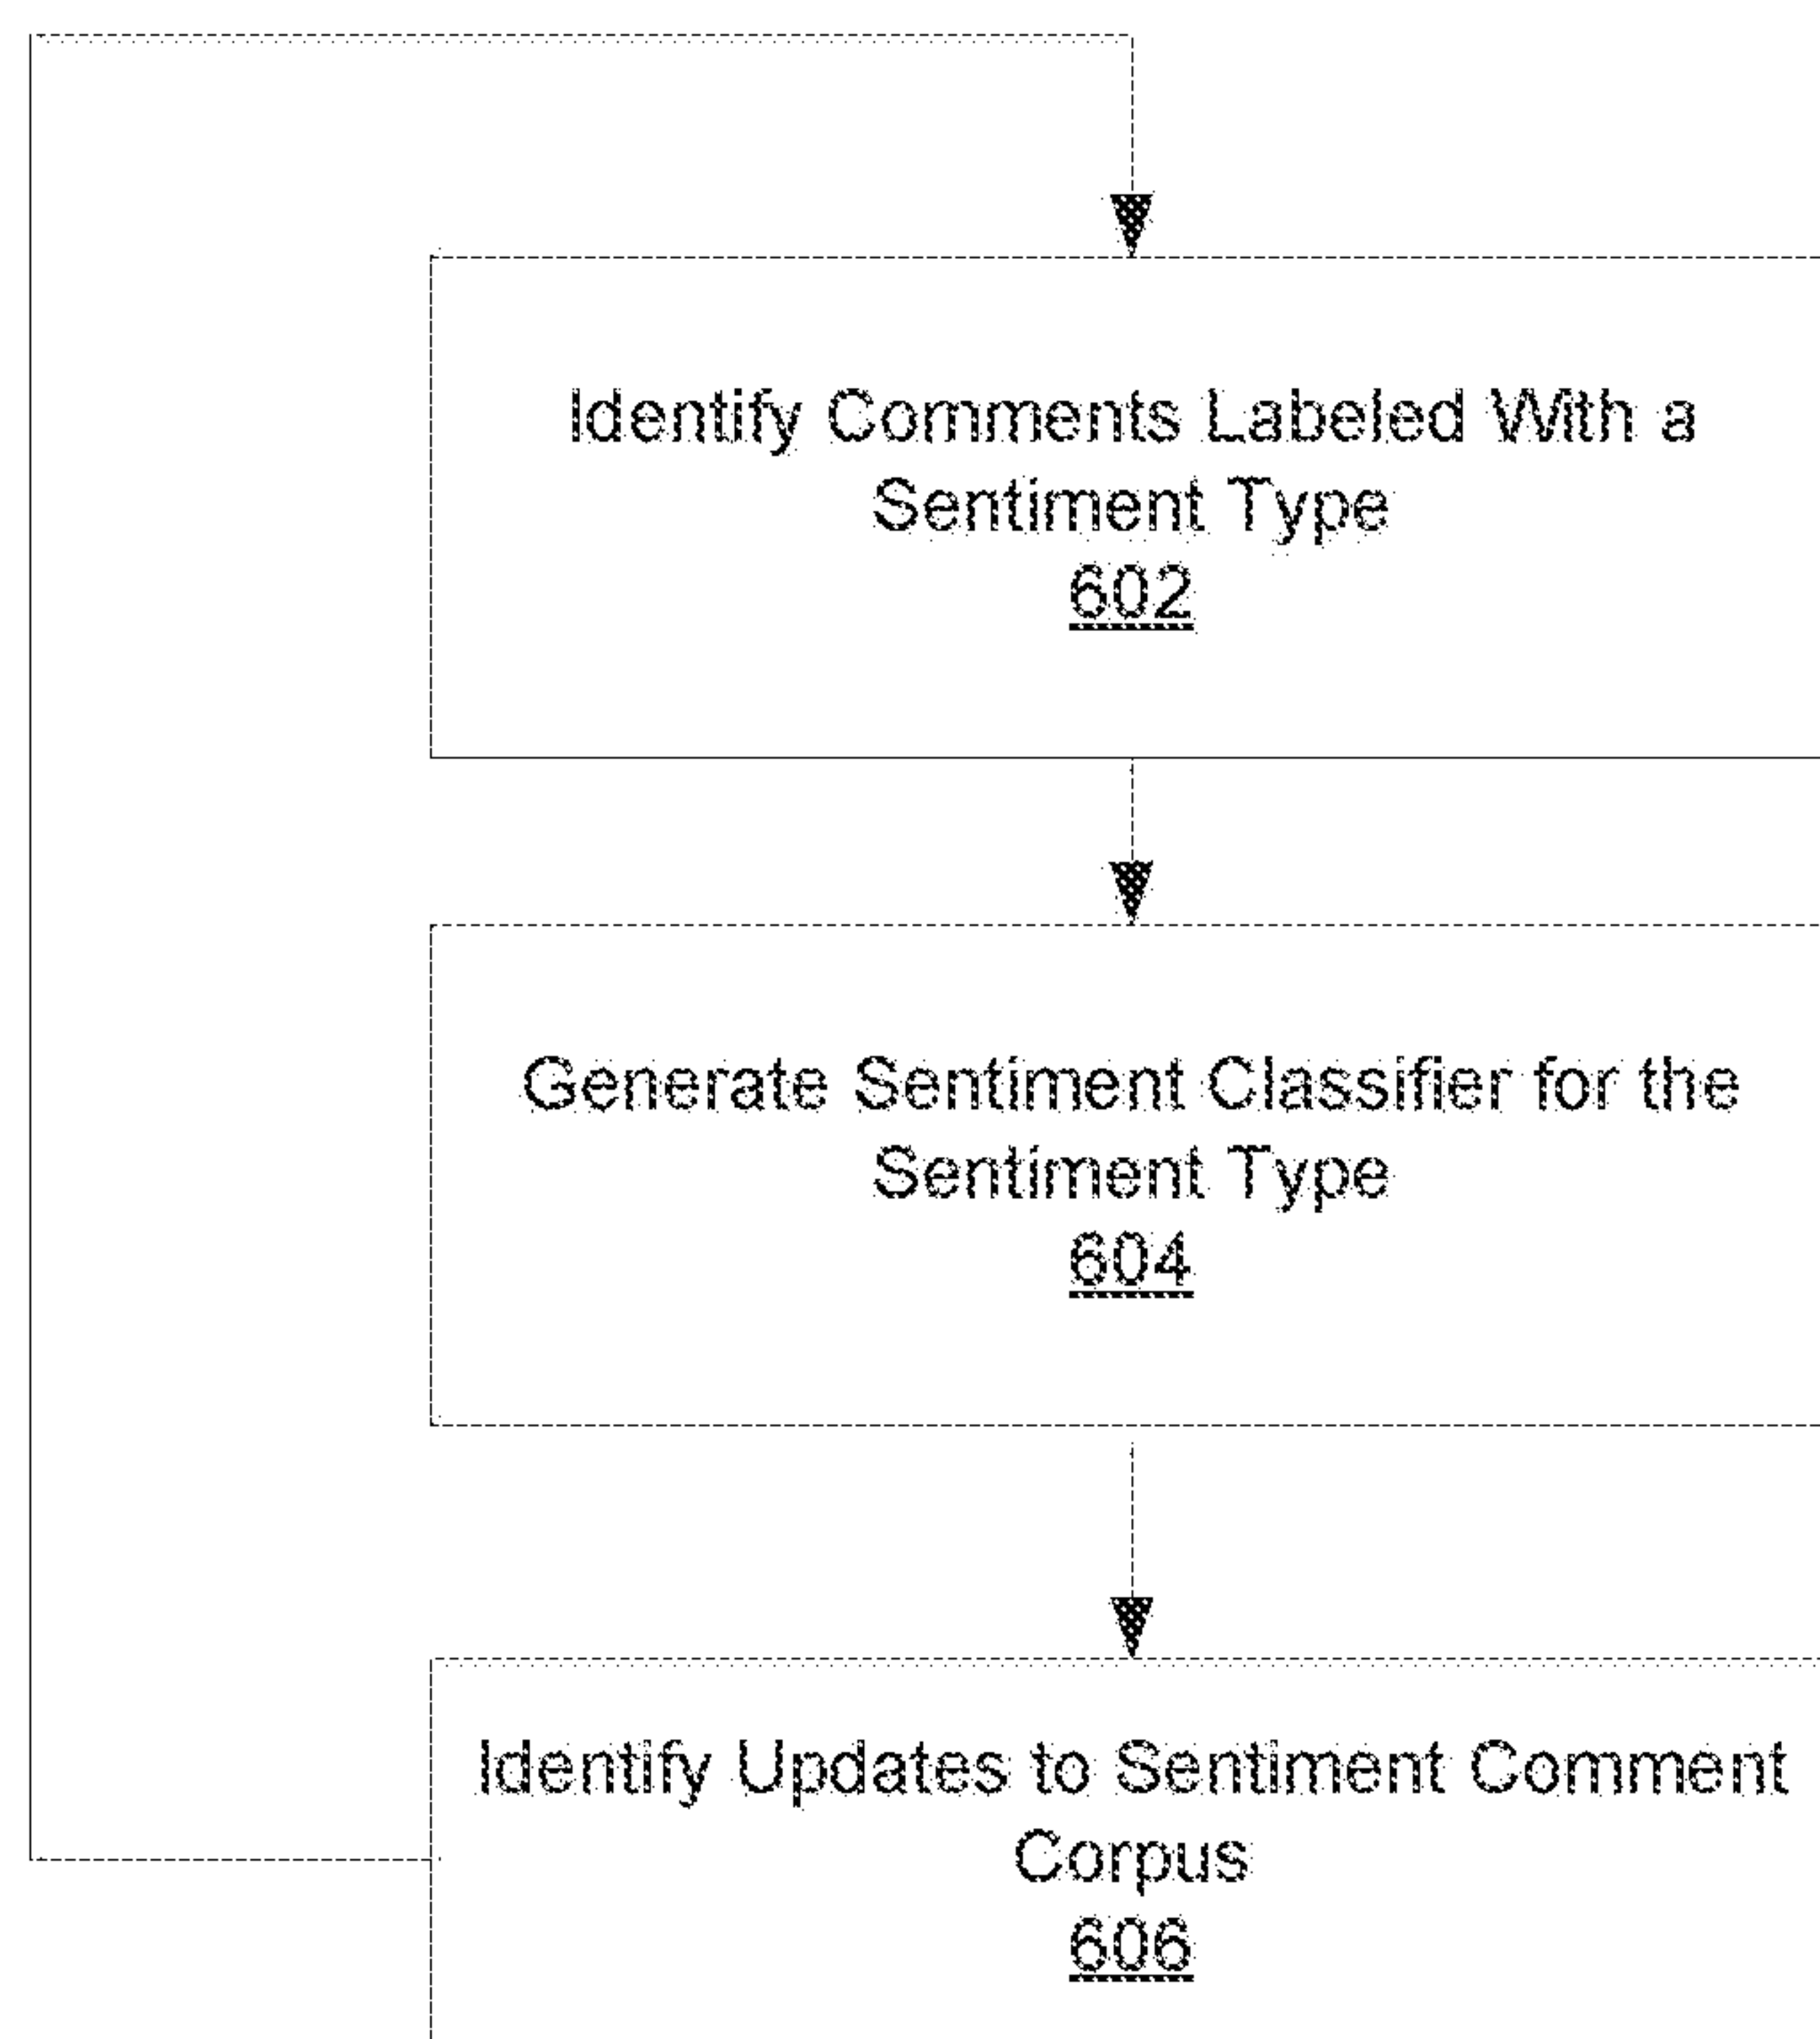 Identify Comments Labeled With a
Sentiment Type
602
Generate Sentiment Classifier for the
Sentiment Type
604
Identify Updates to Sentiment Comment
Corpus
606